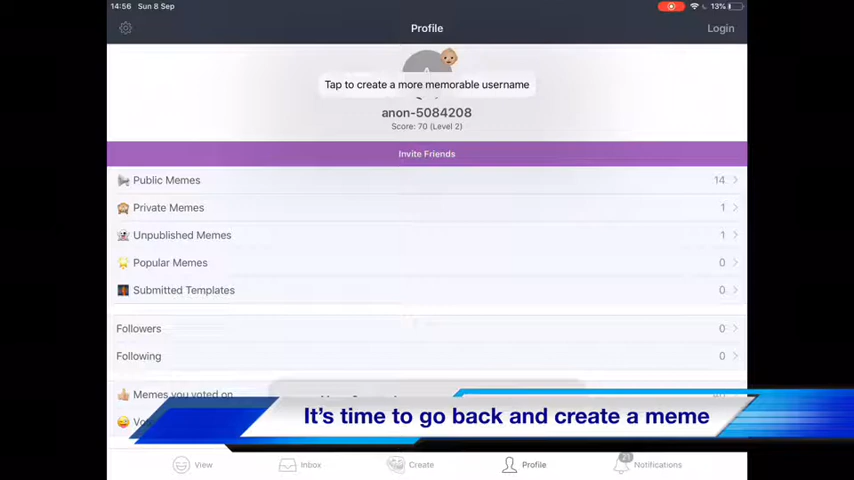 14:56 Sun 8 Sep 13%
Profile Login
Tap to create a more memorable username
anon-5084208
Score: 70 (Level 2)
Invite Friends
Public Memes 14
Private Memes 1
Unpublished Memes 1
Popular Memes 0
Submitted Templates 0
Followers 0
Following 0
Memes you voted on
It's time to go back and create a meme
View Inbox Create Profile 21 Notifications